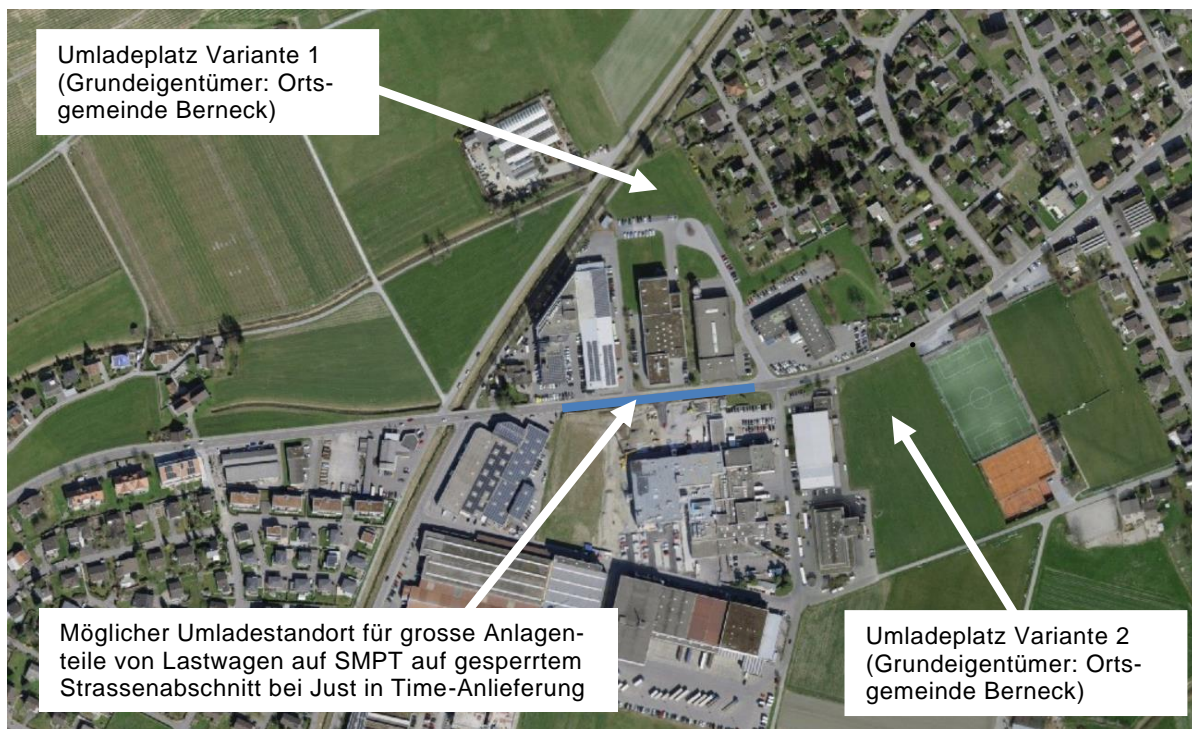 Umladeplatz Variante 1
(Grundeigentümer: Orts-
gemeinde Berneck)
Möglicher Umladestandort für grosse Anlagen-
teile von Lastwagen auf SMPT auf gesperrtem
Strassenabschnitt bei Just in Time-Anlieferung
Umladeplatz Variante 2
(Grundeigentümer: Orts-
gemeinde Berneck)